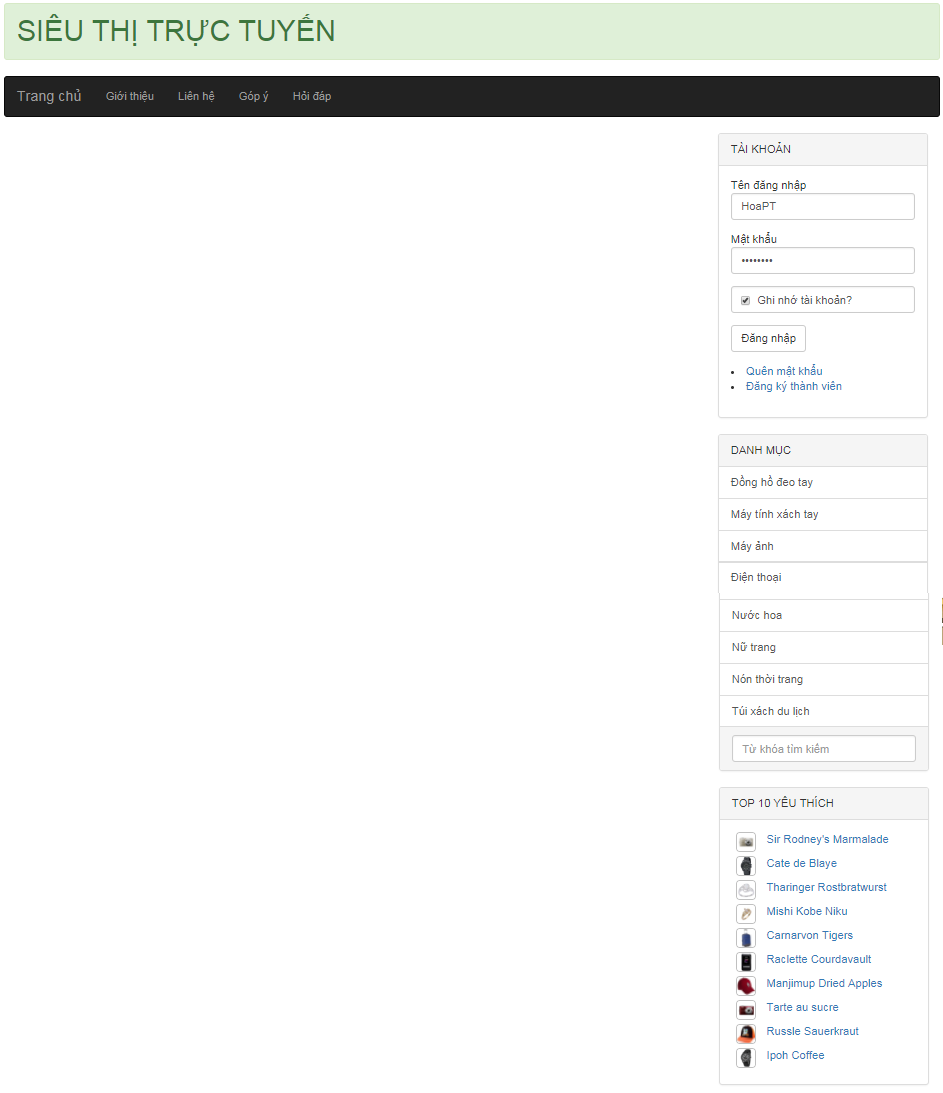 SIÊU THỊ TRỰC TUYẾN
Trang chủ Giới thiệu Liên hệ Góp ý Hỏi đáp
TÀI KHOẢN
Tên đăng nhập
HoaPT
Mật khẩu
••••••••
Ghi nhớ tài khoản?
Đăng nhập
• Quên mật khẩu
• Đăng ký thành viên
DANH MỤC
Đồng hồ đeo tay
Máy tính xách tay
Máy ảnh
Điện thoại
Nước hoa
Nữ trang
Nón thời trang
Túi xách du lịch
Từ khóa tìm kiếm
TOP 10 YÊU THÍCH
Sir Rodney's Marmalade
Cate de Blaye
Tharinger Rostbratwurst
Mishi Kobe Niku
Carnarvon Tigers
Raclette Courdavault
Manjimup Dried Apples
Tarte au sucre
Russle Sauerkraut
Ipoh Coffee